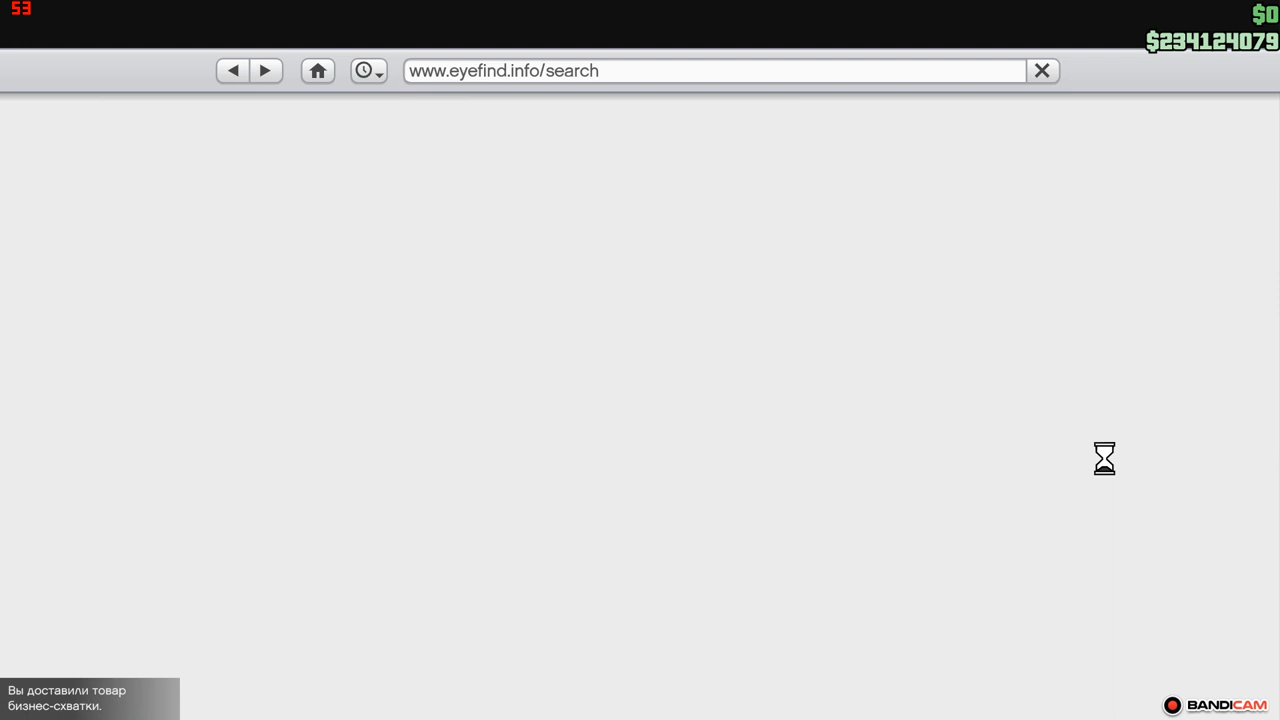 53
$0
$234124079
www.eyefind.info/search
Вы доставили товар
бизнес-схватки.
BANDICAM